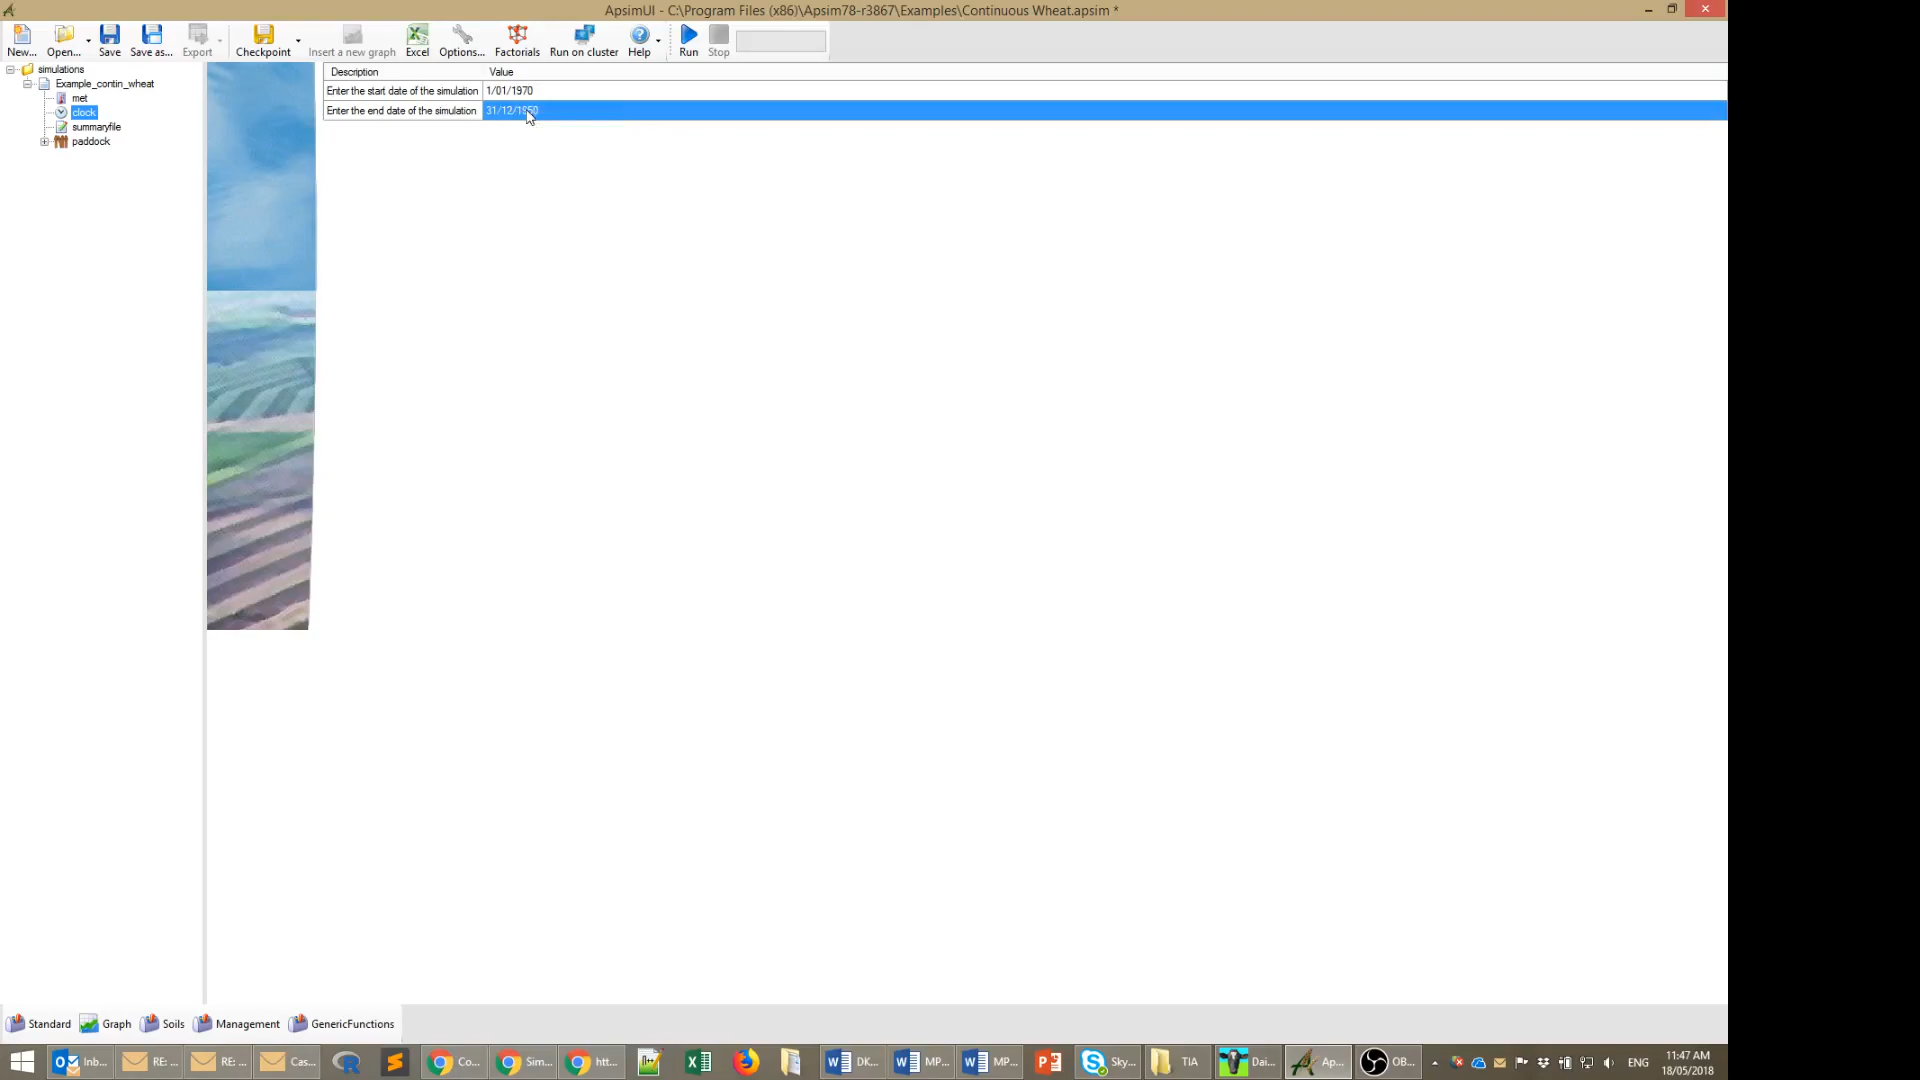 ApsimUI - C:\Program Files (x86)\Apsim78-r3867\Examples\Continuous Wheat.apsim *
New... Open... Save Save as... Export Checkpoint Insert a new graph Excel Options... Factorials Run on cluster Help Run Stop
simulations
Example_contin_wheat
met
clock
summaryfile
paddock
Description Value
Enter the start date of the simulation 1/01/1970
Enter the end date of the simulation
Standard Graph Soils Management GenericFunctions
Inb... RE: ... RE: ... Cas... Co... Sim... htt... DK... MP... MP... Sky... TIA Dai... Ap... OB... ENG 11:47 AM
18/05/2018